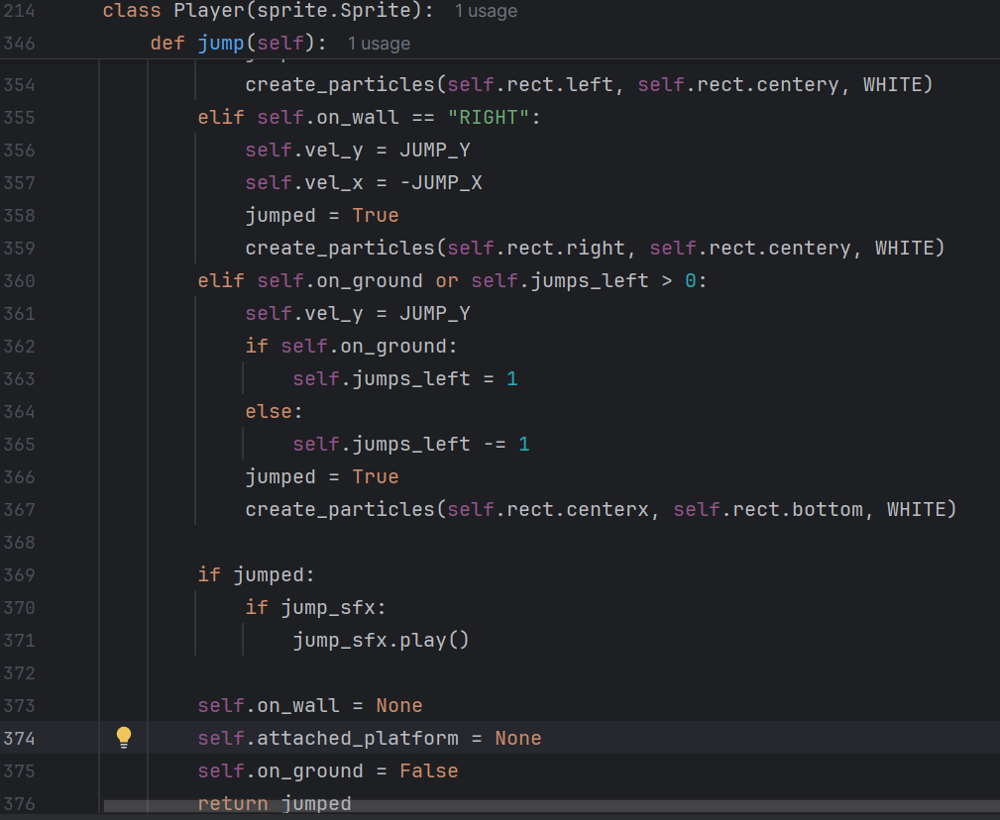 214 class Player(sprite.Sprite): 1 usage
346 def jump(self): 1 usage
354 create_particles(self.rect.left, self.rect.centery, WHITE)
355 elif self.on_wall == "RIGHT":
356 self.vel_y = JUMP_Y
357 self.vel_x = -JUMP_X
358 jumped = True
359 create_particles(self.rect.right, self.rect.centery, WHITE)
360 elif self.on_ground or self.jumps_left > 0:
361 self.vel_y = JUMP_Y
362 if self.on_ground:
363 self.jumps_left = 1
364 else:
365 self.jumps_left -= 1
366 jumped = True
367 create_particles(self.rect.centerx, self.rect.bottom, WHITE)
368
369 if jumped:
370 if jump_sfx:
371 jump_sfx.play()
372
373 self.on_wall = None
374 self.attached_platform = None
375 self.on_ground = False
376 return jumped